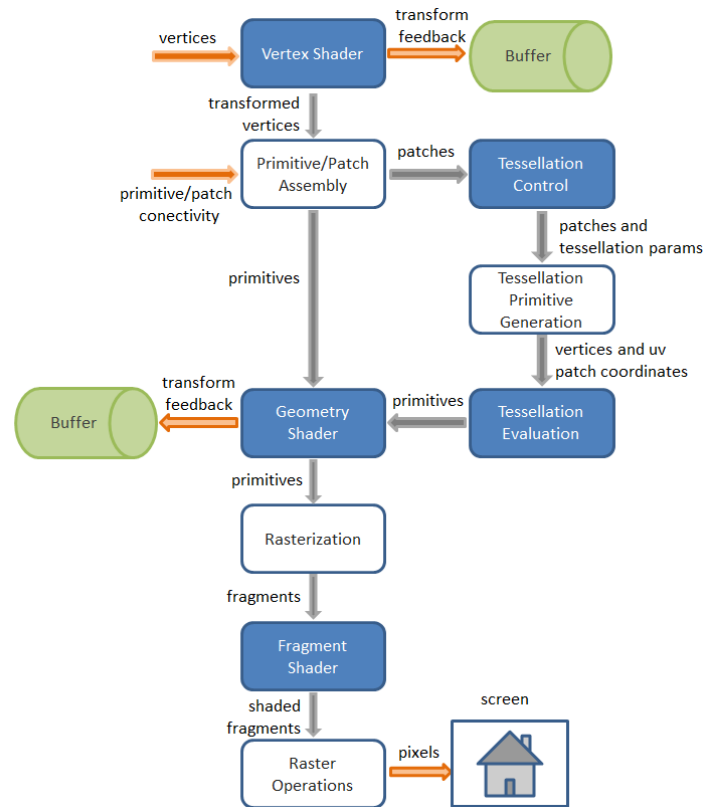 vertices
Vertex Shader
transform
feedback
Buffer
transformed
vertices
primitive/patch
conectivity
Primitive/Patch
Assembly
patches
Tessellation
Control
patches and
tessellation params
primitives
Tessellation
Primitive
Generation
vertices and uv
patch coordinates
Buffer
transform
feedback
Geometry
Shader
primitives
Tessellation
Evaluation
primitives
Rasterization
fragments
Fragment
Shader
shaded
fragments
screen
Raster
Operations
pixels